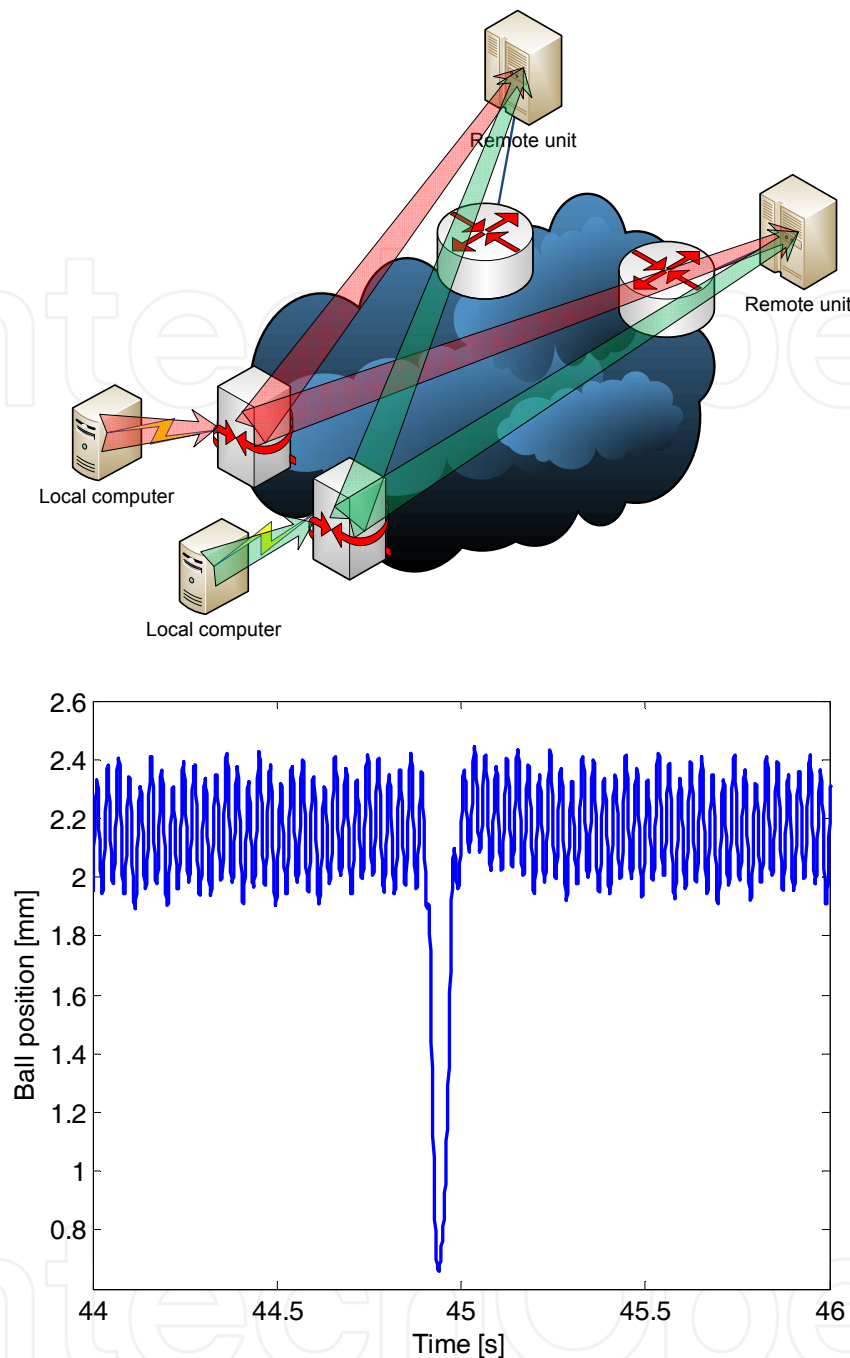 Remote unit
Remote unit
Local computer
Local computer
2.6
2.4
2.2
2
1.8
1.6
1.4
1.2
1
0.8
44
44.5
45
45.5
46
Ball position [mm]
Time [s]